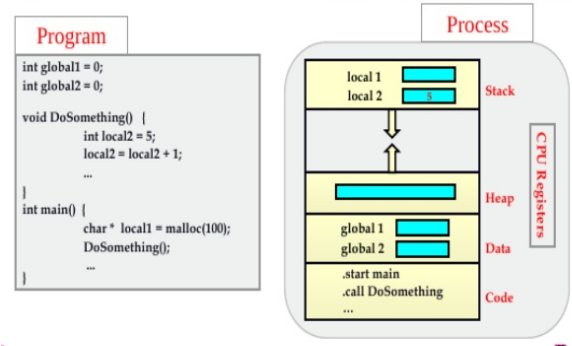 Program
int global1 = 0;
int global2 = 0;
void DoSomething() {
int local2 = 5;
local2 = local2 + 1;
...
}
int main() {
char * local1 = malloc(100);
DoSomething();
...
}
Process
local 1
local 2
5
Stack
Heap
global 1
global 2
Data
.start main
.call DoSomething
...
Code
CPU Registers